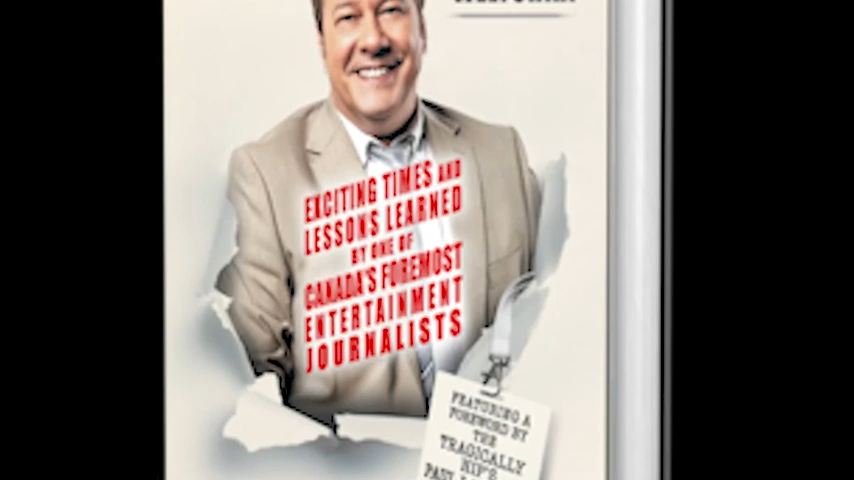 EXCITING TIMES AND
LESSONS LEARNED
BY ONE OF
CANADA'S FOREMOST
ENTERTAINMENT
JOURNALISTS
FEATURING A
FOREWORD BY
THE
TRAGICALLY
HIP'S